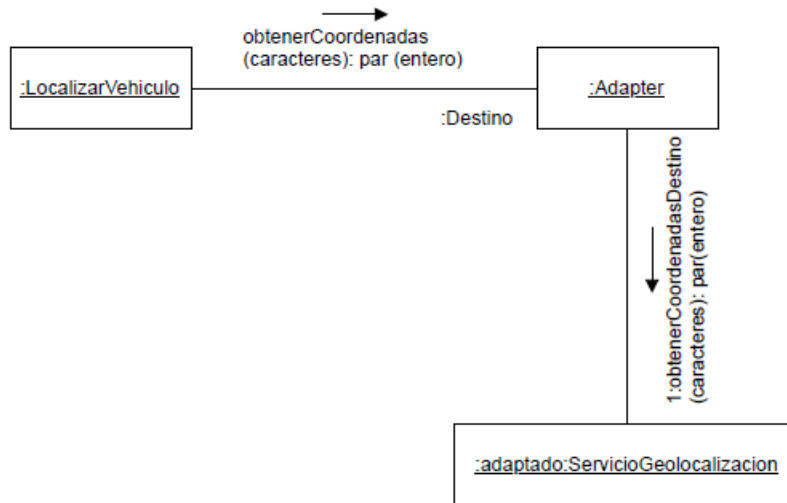 obtenerCoordenadas
(caracteres): par (entero)
:LocalizarVehiculo
:Adapter
:Destino
1:obtenerCoordenadasDestino
(caracteres): par(entero)
:adaptado:ServicioGeolocalizacion